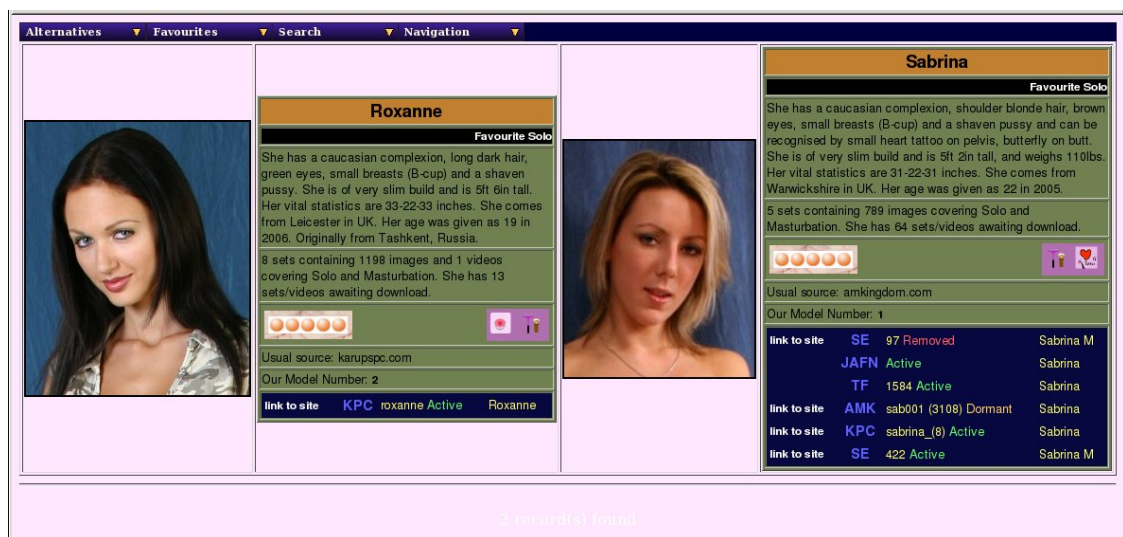 Alternatives
Favourites
Search
Navigation
Roxanne
Favourite Solo
She has a caucasian complexion, long dark hair,
green eyes, small breasts (B-cup) and a shaven
pussy. She is of very slim build and is 5ft 6in tall.
Her vital statistics are 33-22-33 inches. She comes
from Leicester in UK. Her age was given as 19 in
2006. Originally from Tashkent, Russia.
8 sets containing 1198 images and 1 videos
covering Solo and Masturbation. She has 13
sets/videos awaiting download.
Usual source: karupspc.com
Our Model Number: 2
link to site KPC roxanne Active Roxanne
Sabrina
Favourite Solo
She has a caucasian complexion, shoulder blonde hair, brown
eyes, small breasts (B-cup) and a shaven pussy and can be
recognised by small heart tattoo on pelvis, butterfly on butt.
She is of very slim build and is 5ft 2in tall, and weighs 110lbs.
Her vital statistics are 31-22-31 inches. She comes from
Warwickshire in UK. Her age was given as 22 in 2005.
5 sets containing 789 images covering Solo and
Masturbation. She has 64 sets/videos awaiting download.
Usual source: amkingdom.com
Our Model Number: 1
link to site SE 97 Removed Sabrina M
JAFN Active Sabrina
TF 1584 Active Sabrina
link to site AMK sab001 (3108) Dormant Sabrina
link to site KPC sabrina_(8) Active Sabrina
link to site SE 422 Active Sabrina M
2 record(s) found